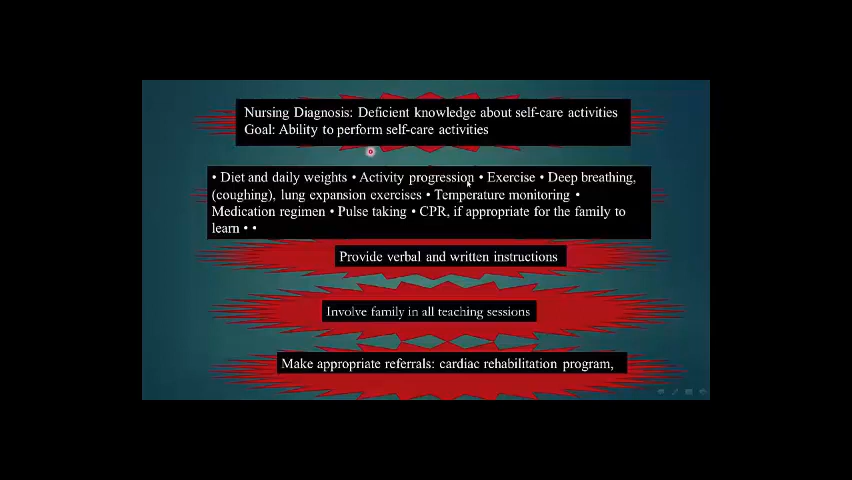 Nursing Diagnosis: Deficient knowledge about self-care activities
Goal: Ability to perform self-care activities
• Diet and daily weights • Activity progression • Exercise • Deep breathing,
(coughing), lung expansion exercises • Temperature monitoring •
Medication regimen • Pulse taking • CPR, if appropriate for the family to
learn • •
Provide verbal and written instructions
Involve family in all teaching sessions
Make appropriate referrals: cardiac rehabilitation program,